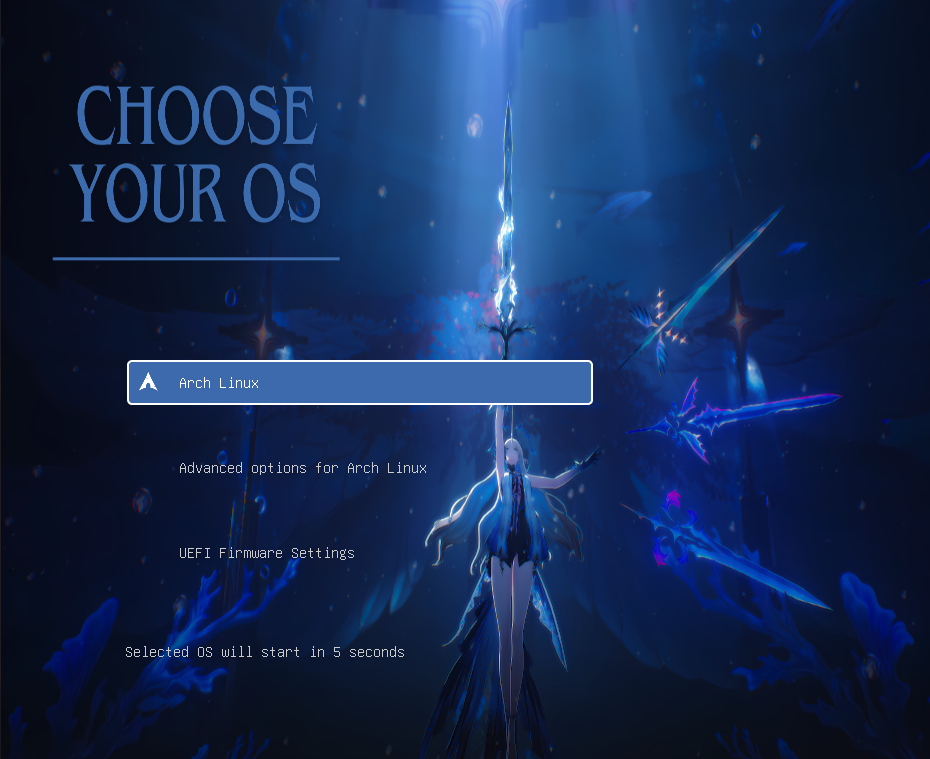 CHOOSE
YOUR OS
Arch Linux
Advanced options for Arch Linux
UEFI Firmware Settings
Selected OS will start in 5 seconds